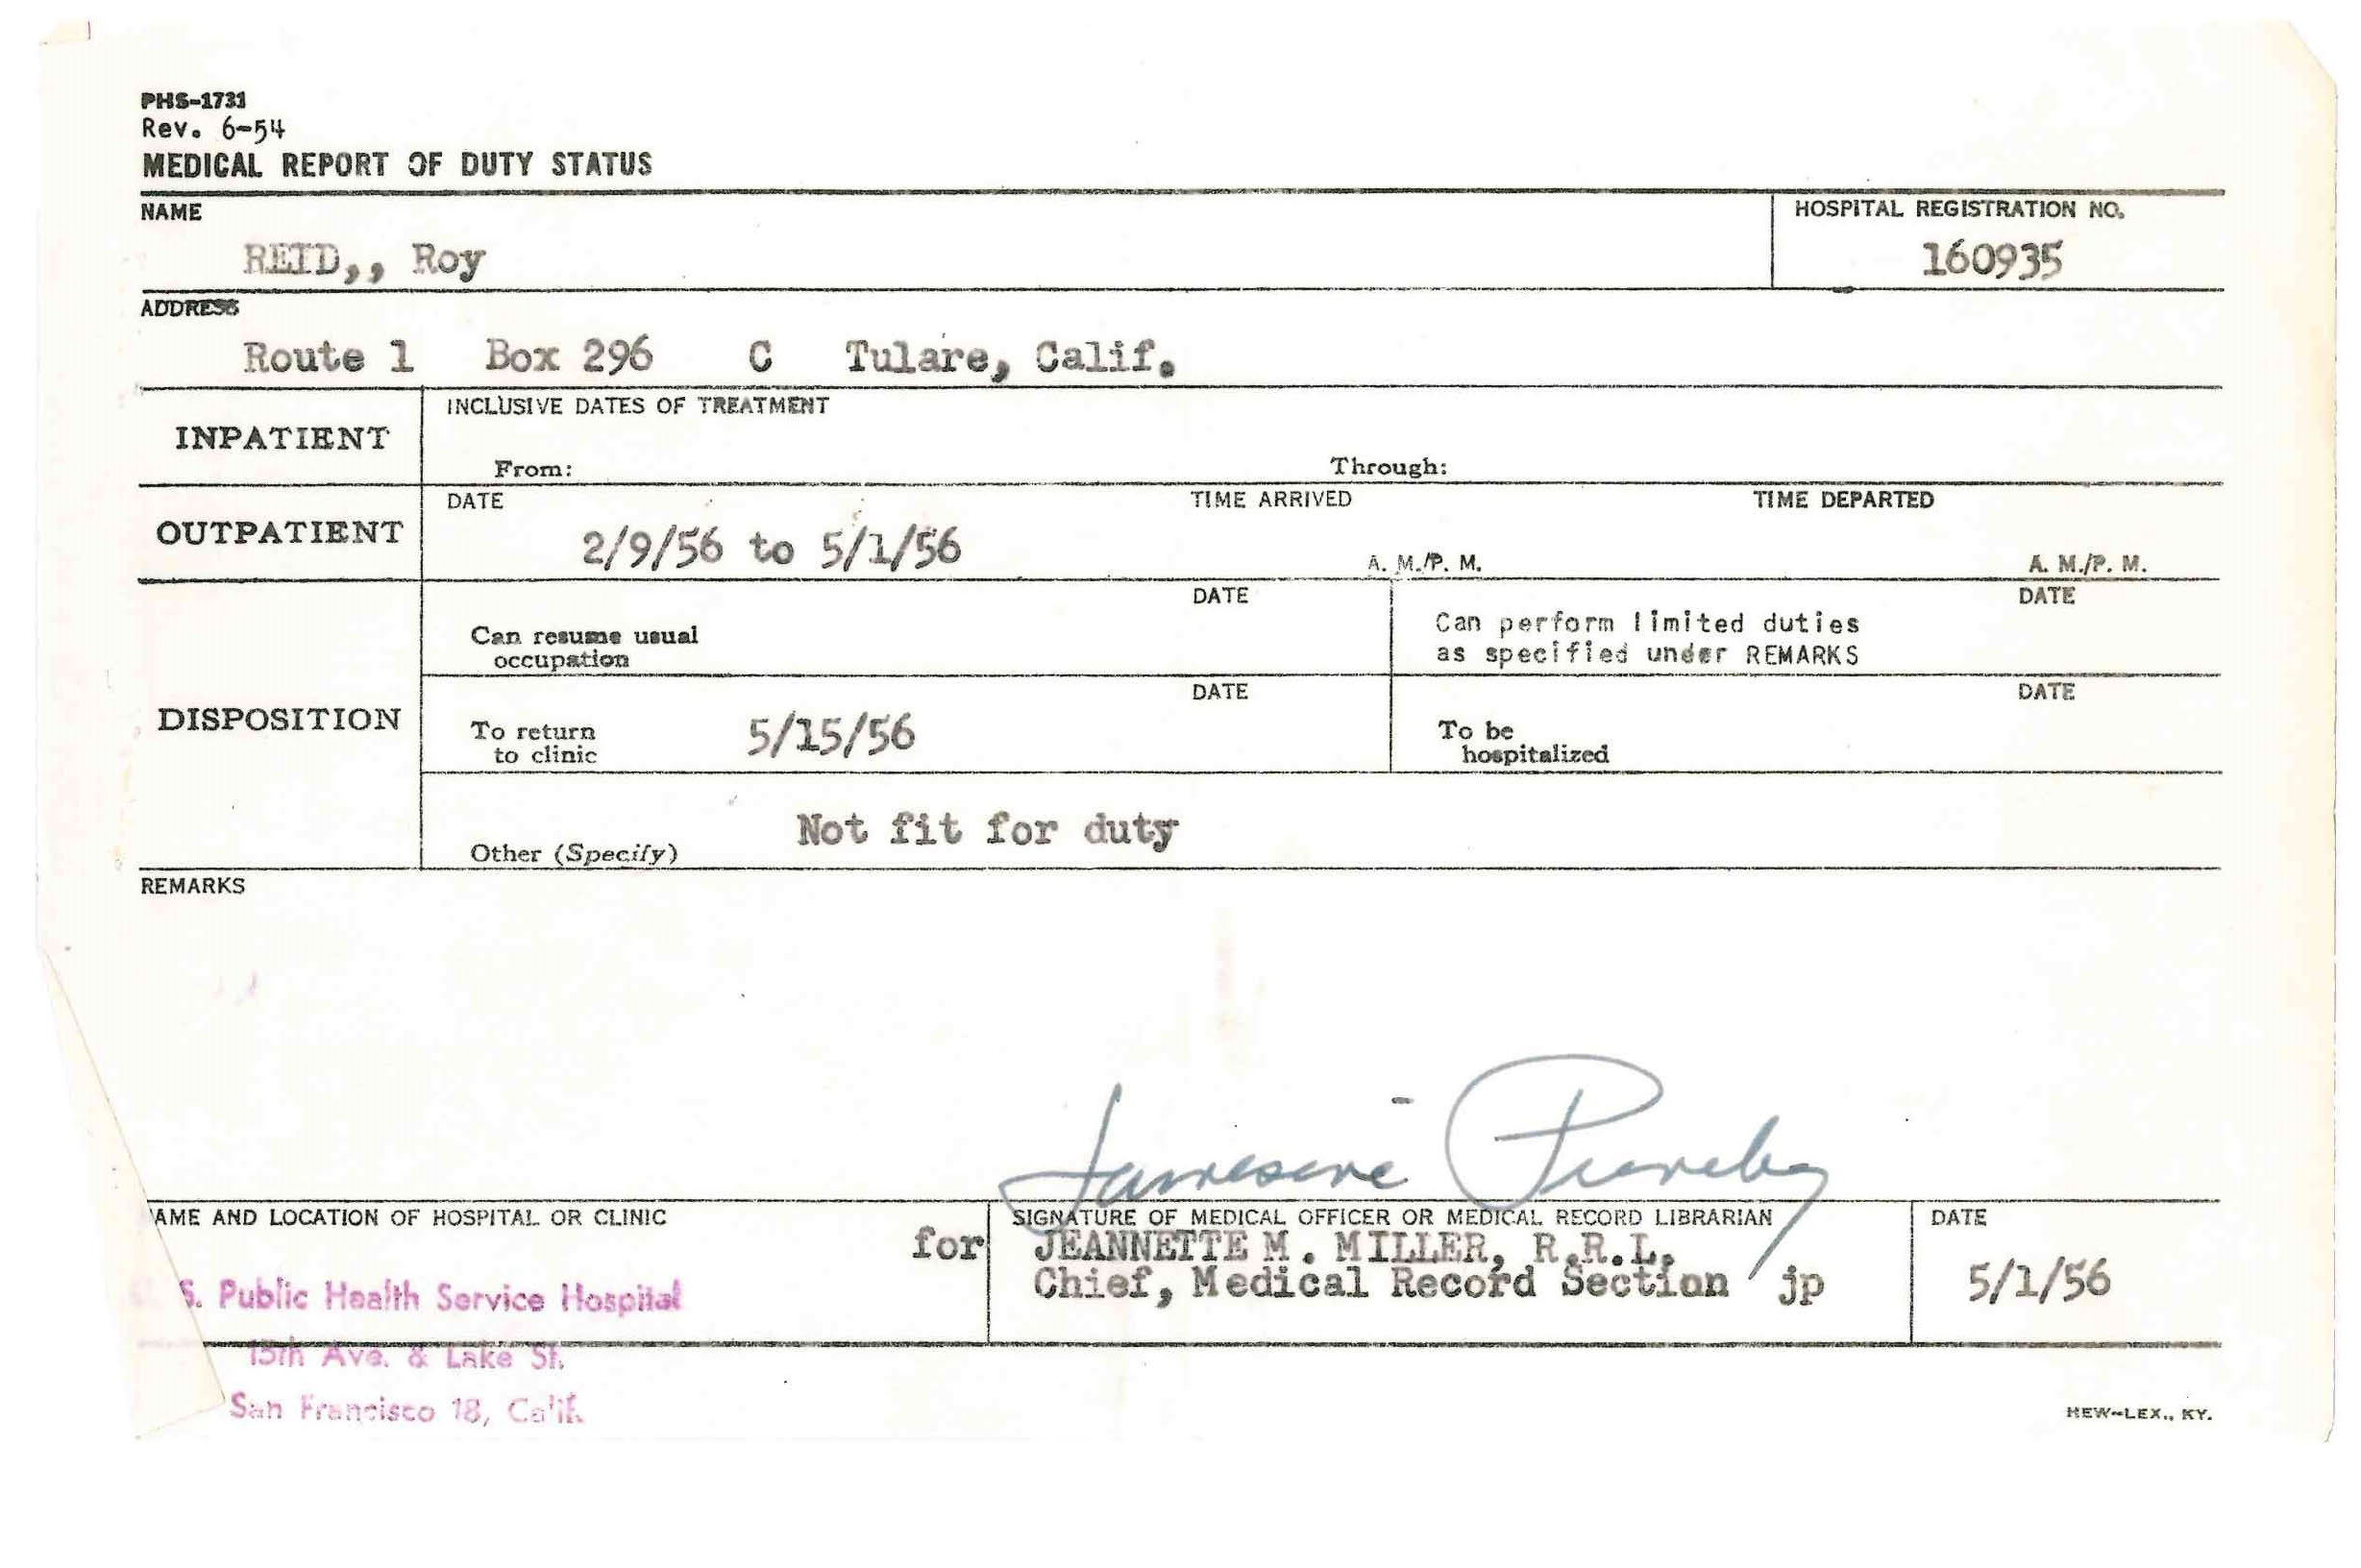 PHS-1731
Rev. 6-54
MEDICAL REPORT OF DUTY STATUS
NAME
REID,, Roy
HOSPITAL REGISTRATION NO.
160935
ADDRESS
Route 1 Box 296 C Tulare, Calif.
INPATIENT
INCLUSIVE DATES OF TREATMENT
From: Through:
OUTPATIENT
DATE TIME ARRIVED TIME DEPARTED
2/9/56 to 5/1/56
A. M./P. M. A. M./P. M.
DISPOSITION
Can resume usual
occupation
DATE
Can perform limited duties
as specified under REMARKS
DATE
To return
to clinic
5/15/56
DATE
To be
hospitalized
DATE
Other (Specify) Not fit for duty
REMARKS
AME AND LOCATION OF HOSPITAL OR CLINIC
S. Public Health Service Hospital
15th Ave. & Lake St.
San Francisco 18, Calif.
for
SIGNATURE OF MEDICAL OFFICER OR MEDICAL RECORD LIBRARIAN
JEANNETTE M. MILLER, R.R.L.
Chief, Medical Record Section jp
DATE
5/1/56
HEW-LEX., KY.